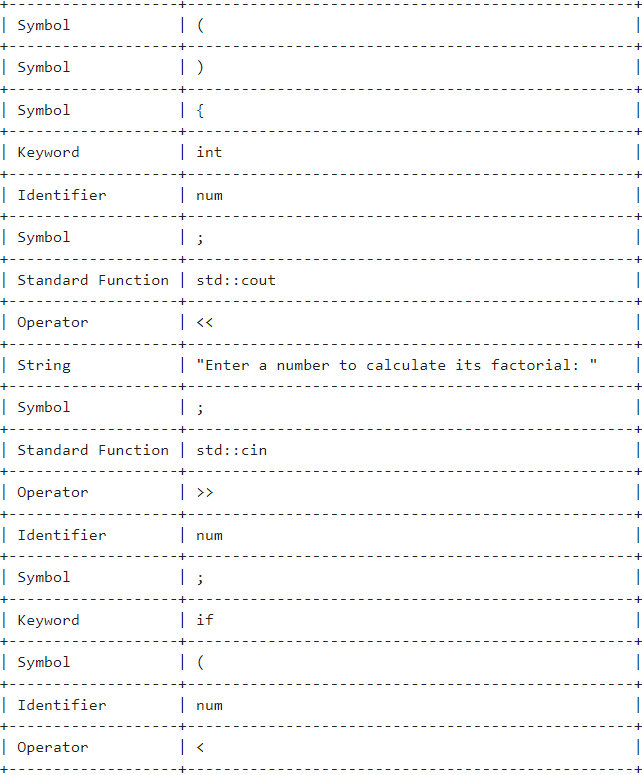 Symbol | (
Symbol | )
Symbol | {
Keyword | int
Identifier | num
Symbol | ;
Standard Function | std::cout
Operator | <<
String | "Enter a number to calculate its factorial: "
Symbol | ;
Standard Function | std::cin
Operator | >>
Identifier | num
Symbol | ;
Keyword | if
Symbol | (
Identifier | num
Operator | <